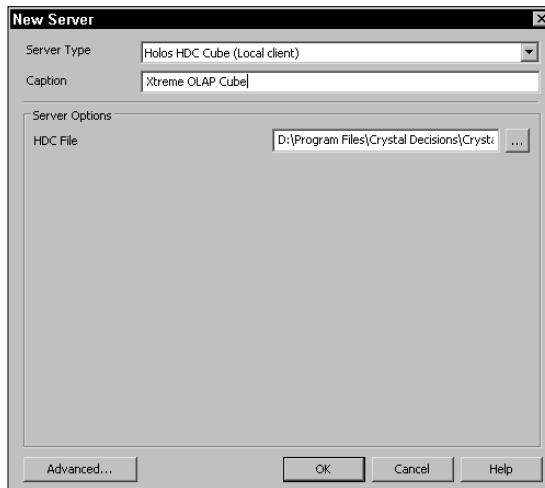 New Server
Server Type Holos HDC Cube (Local client)
Caption Xtreme OLAP Cube
Server Options
HDC File D:\Program Files\Crystal Decisions\Crysta ...
Advanced... OK Cancel Help